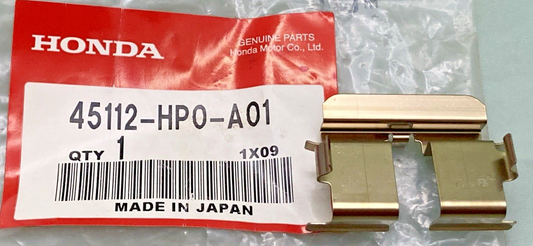 HONDA
GENUINE PARTS
Honda Motor Co., Ltd.
45112-HP0-A01
QTY 1 1X09
MADE IN JAPAN